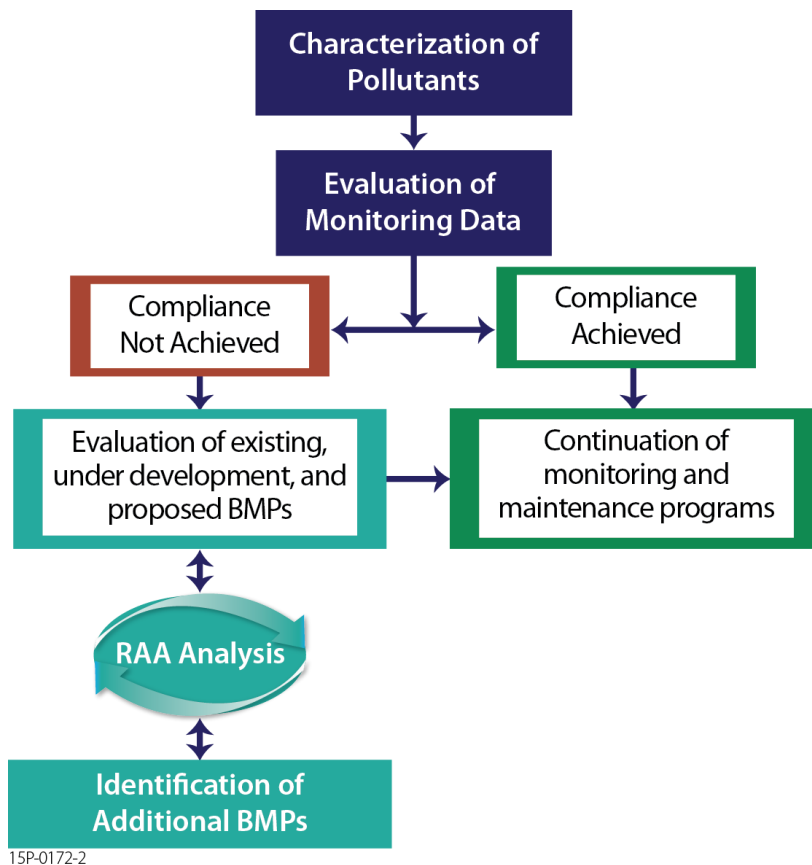 Characterization of
Pollutants
Evaluation of
Monitoring Data
Compliance
Not Achieved
Compliance
Achieved
Evaluation of existing,
under development, and
proposed BMPs
Continuation of
monitoring and
maintenance programs
RAA Analysis
Identification of
Additional BMPs
15P-0172-2